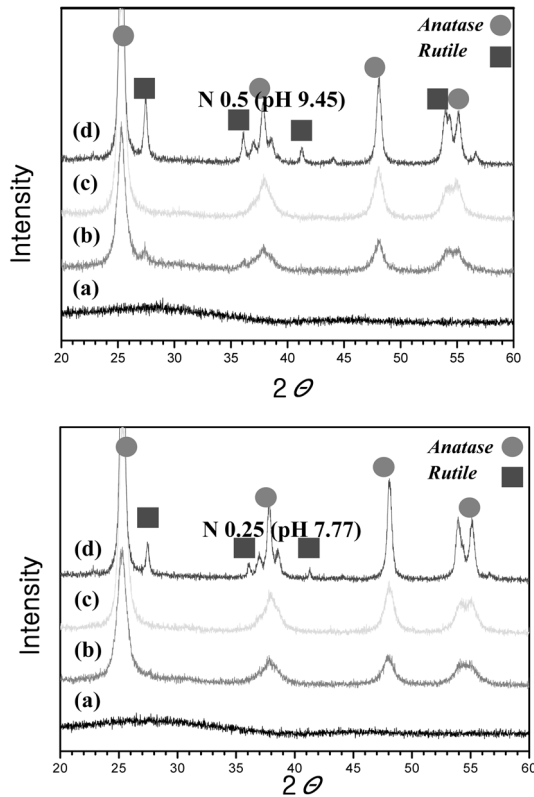 Anatase
Rutile
N 0.5 (pH 9.45)
(d)
(c)
(b)
(a)
Intensity
20 25 30 35 40 45 50 55 60
2 Θ
Anatase
Rutile
N 0.25 (pH 7.77)
(d)
(c)
(b)
(a)
Intensity
20 25 30 35 40 45 50 55 60
2 Θ